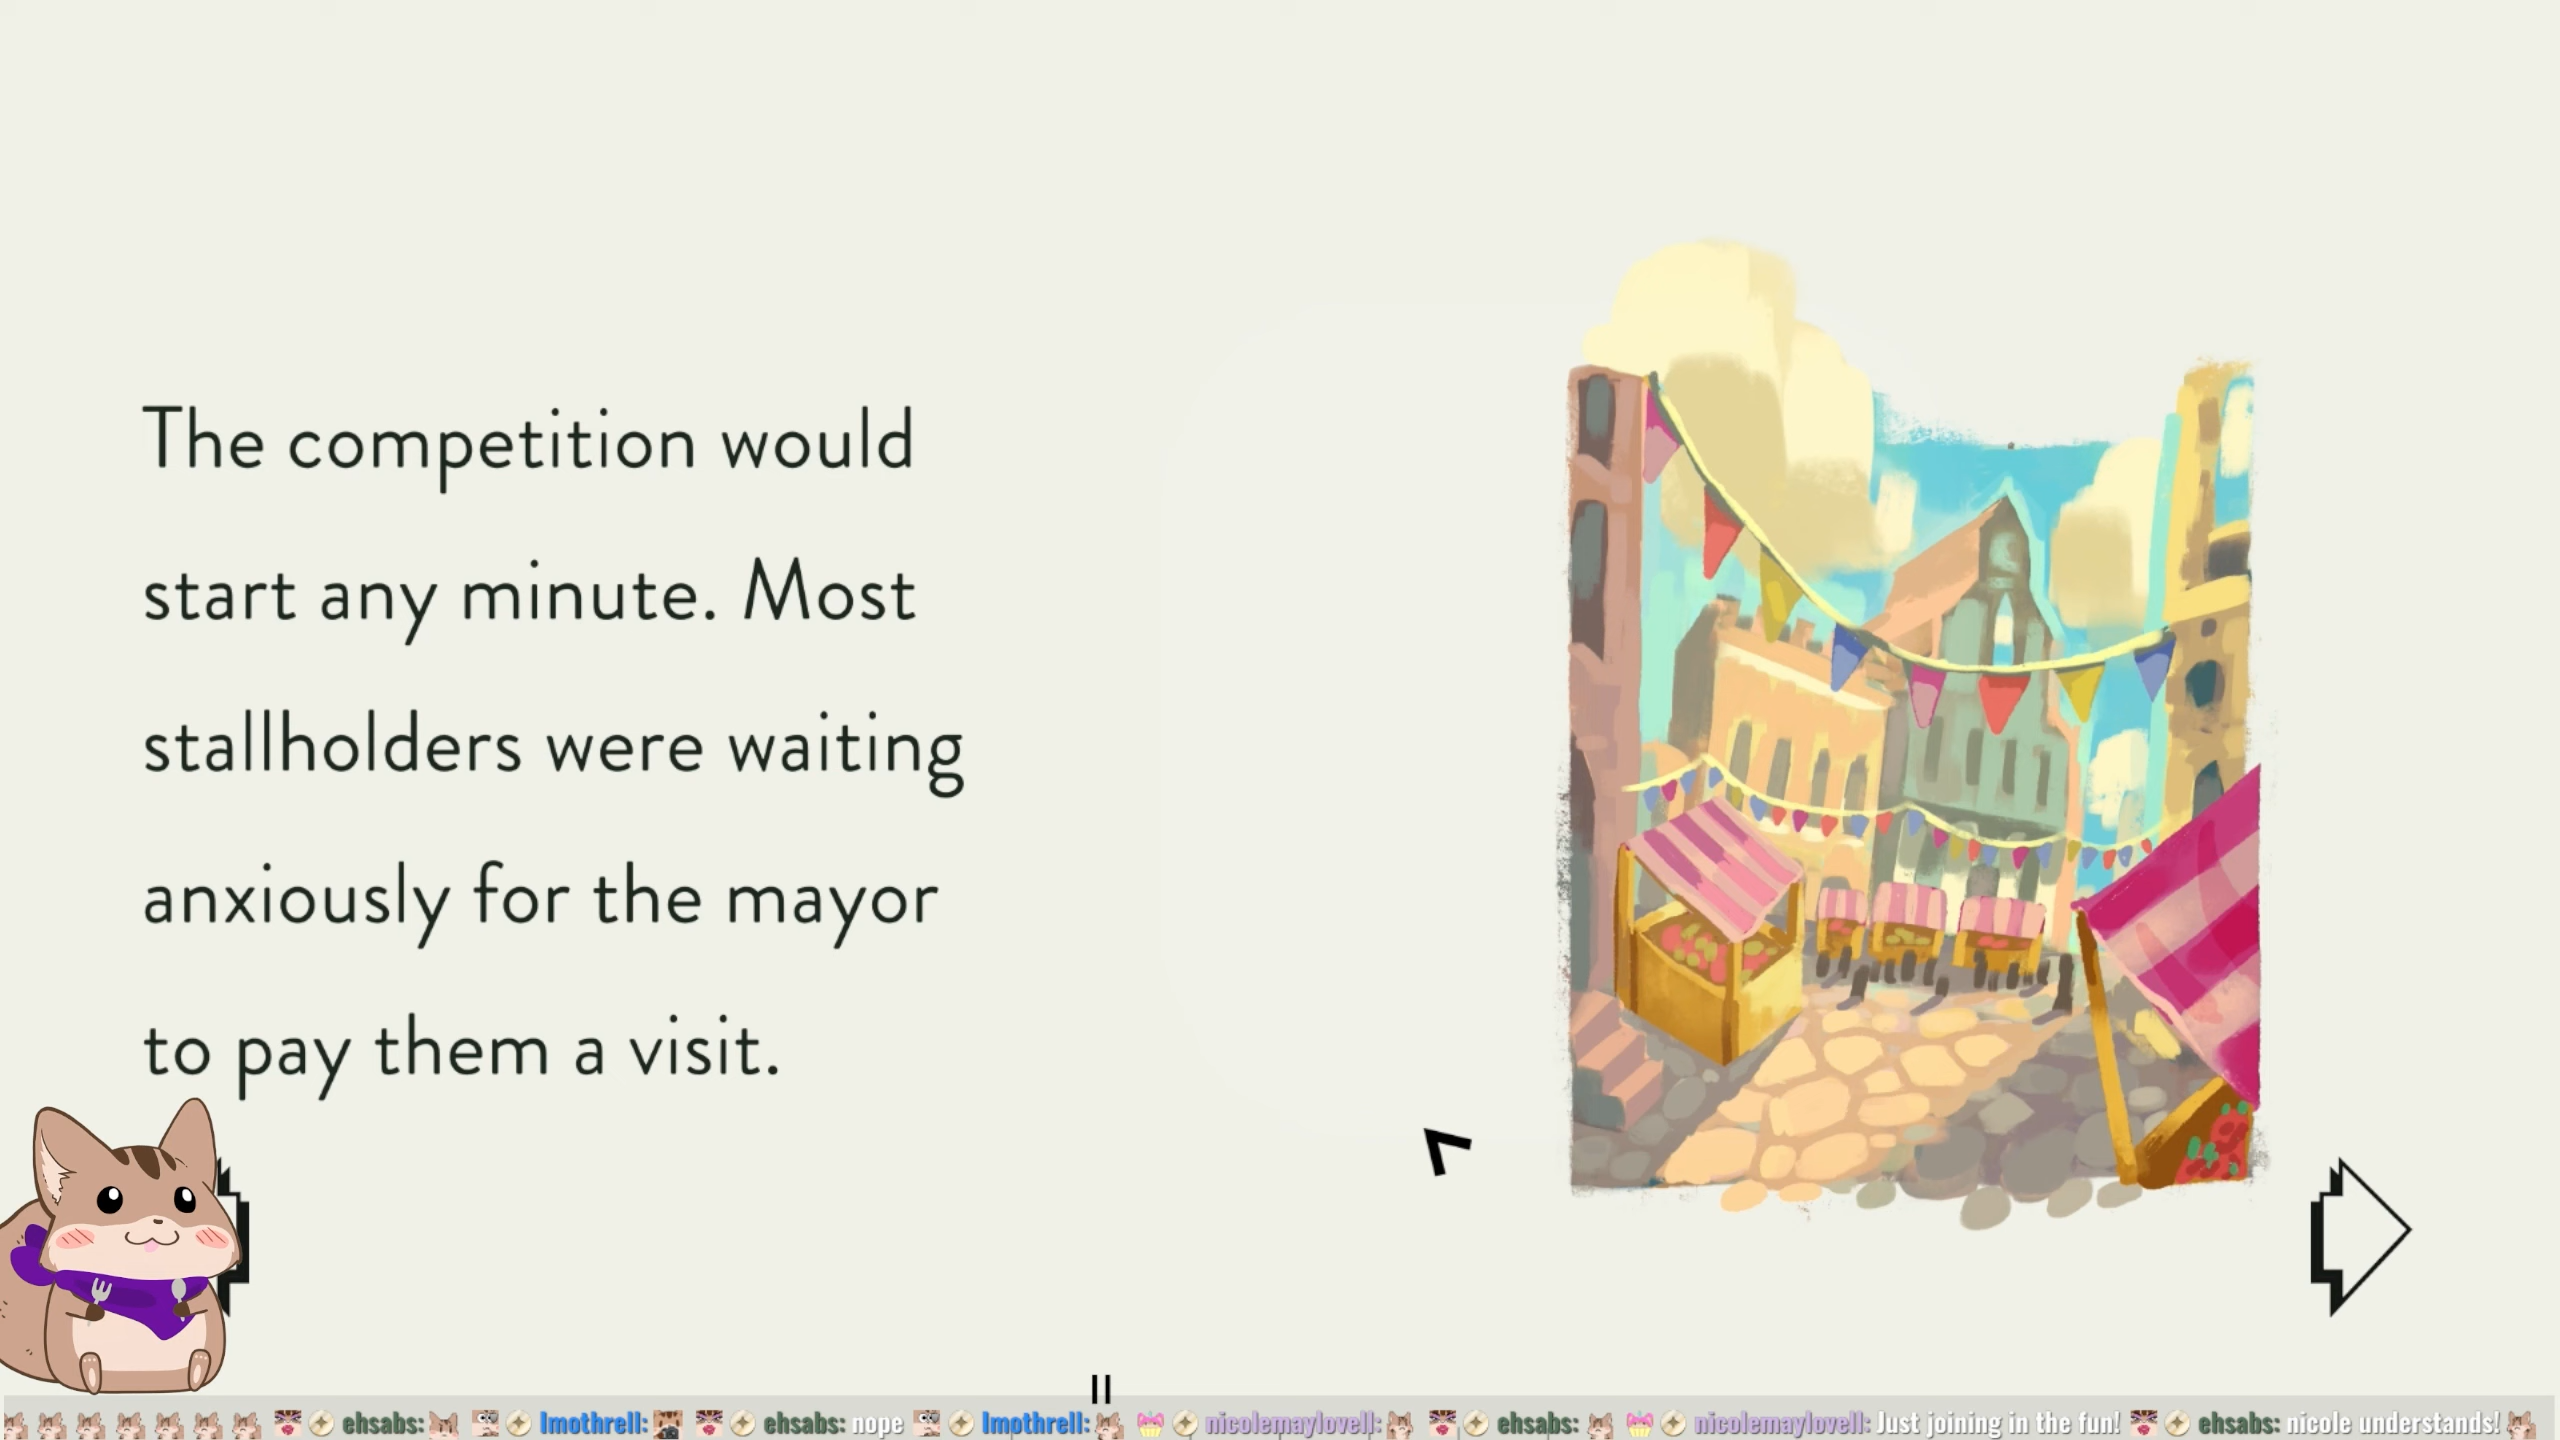 The competition would
start any minute. Most
stallholders were waiting
anxiously for the mayor
to pay them a visit.
ehsabs: lmothrell: ehsabs: nope lmothrell: nicolemaylovell: ehsabs: nicolemaylovell: Just joining in the fun! ehsabs: nicole understands!